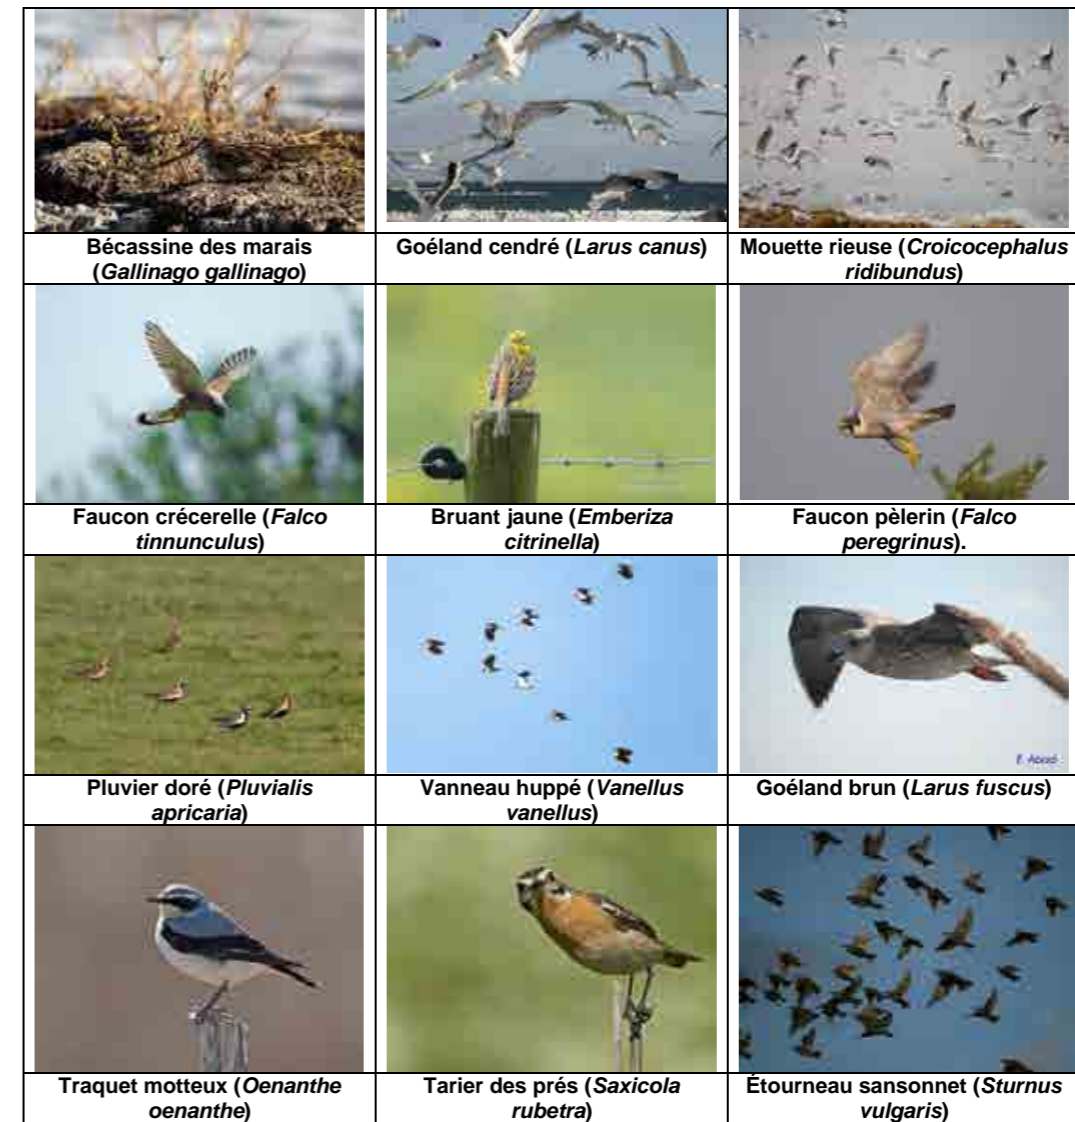 Bécassine des marais
(Gallinago gallinago)
Goéland cendré (Larus canus)
Mouette rieuse (Croicocephalus
ridibundus)
Faucon crécerelle (Falco
tinnunculus)
Bruant jaune (Emberiza
citrinella)
Faucon pèlerin (Falco
peregrinus).
E. Abadi
Pluvier doré (Pluvialis
apricaria)
Vanneau huppé (Vanellus
vanellus)
Goéland brun (Larus fuscus)
Traquet motteux (Oenanthe
oenanthe)
Tarier des prés (Saxicola
rubetra)
Étourneau sansonnet (Sturnus
vulgaris)